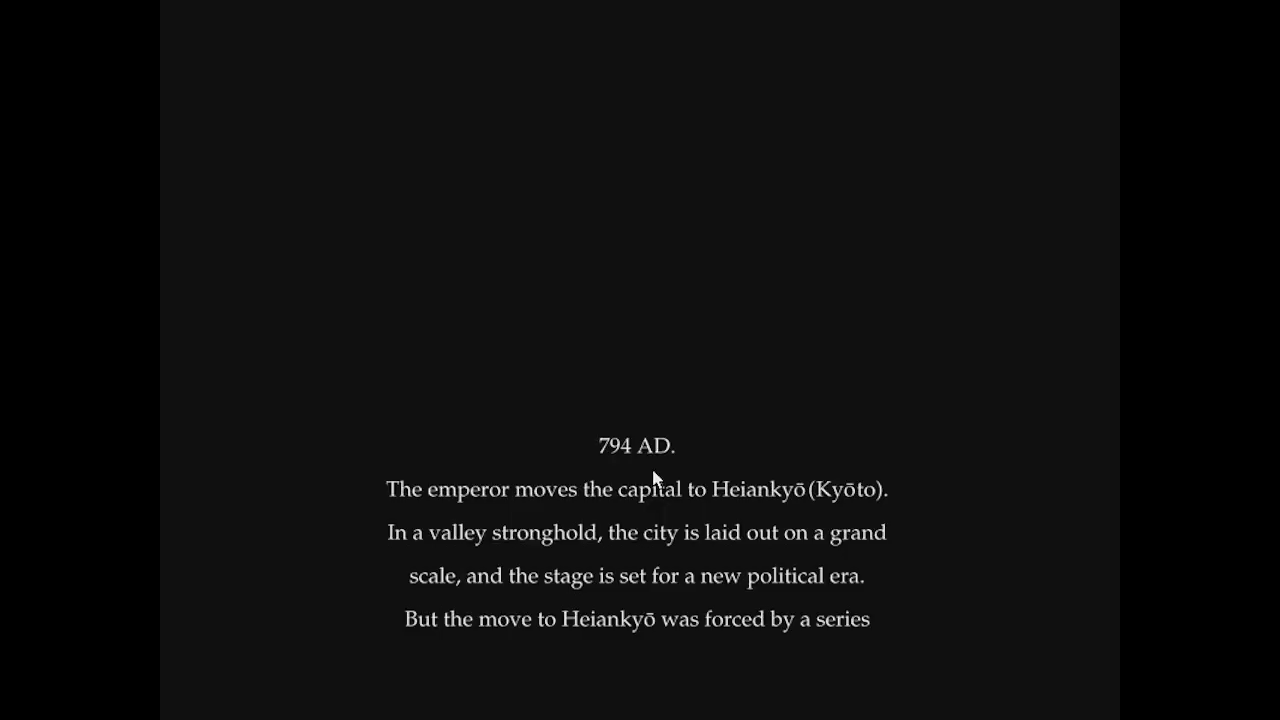 794 AD.
The emperor moves the capital to Heiankyō (Kyōto).
In a valley stronghold, the city is laid out on a grand
scale, and the stage is set for a new political era.
But the move to Heiankyō was forced by a series